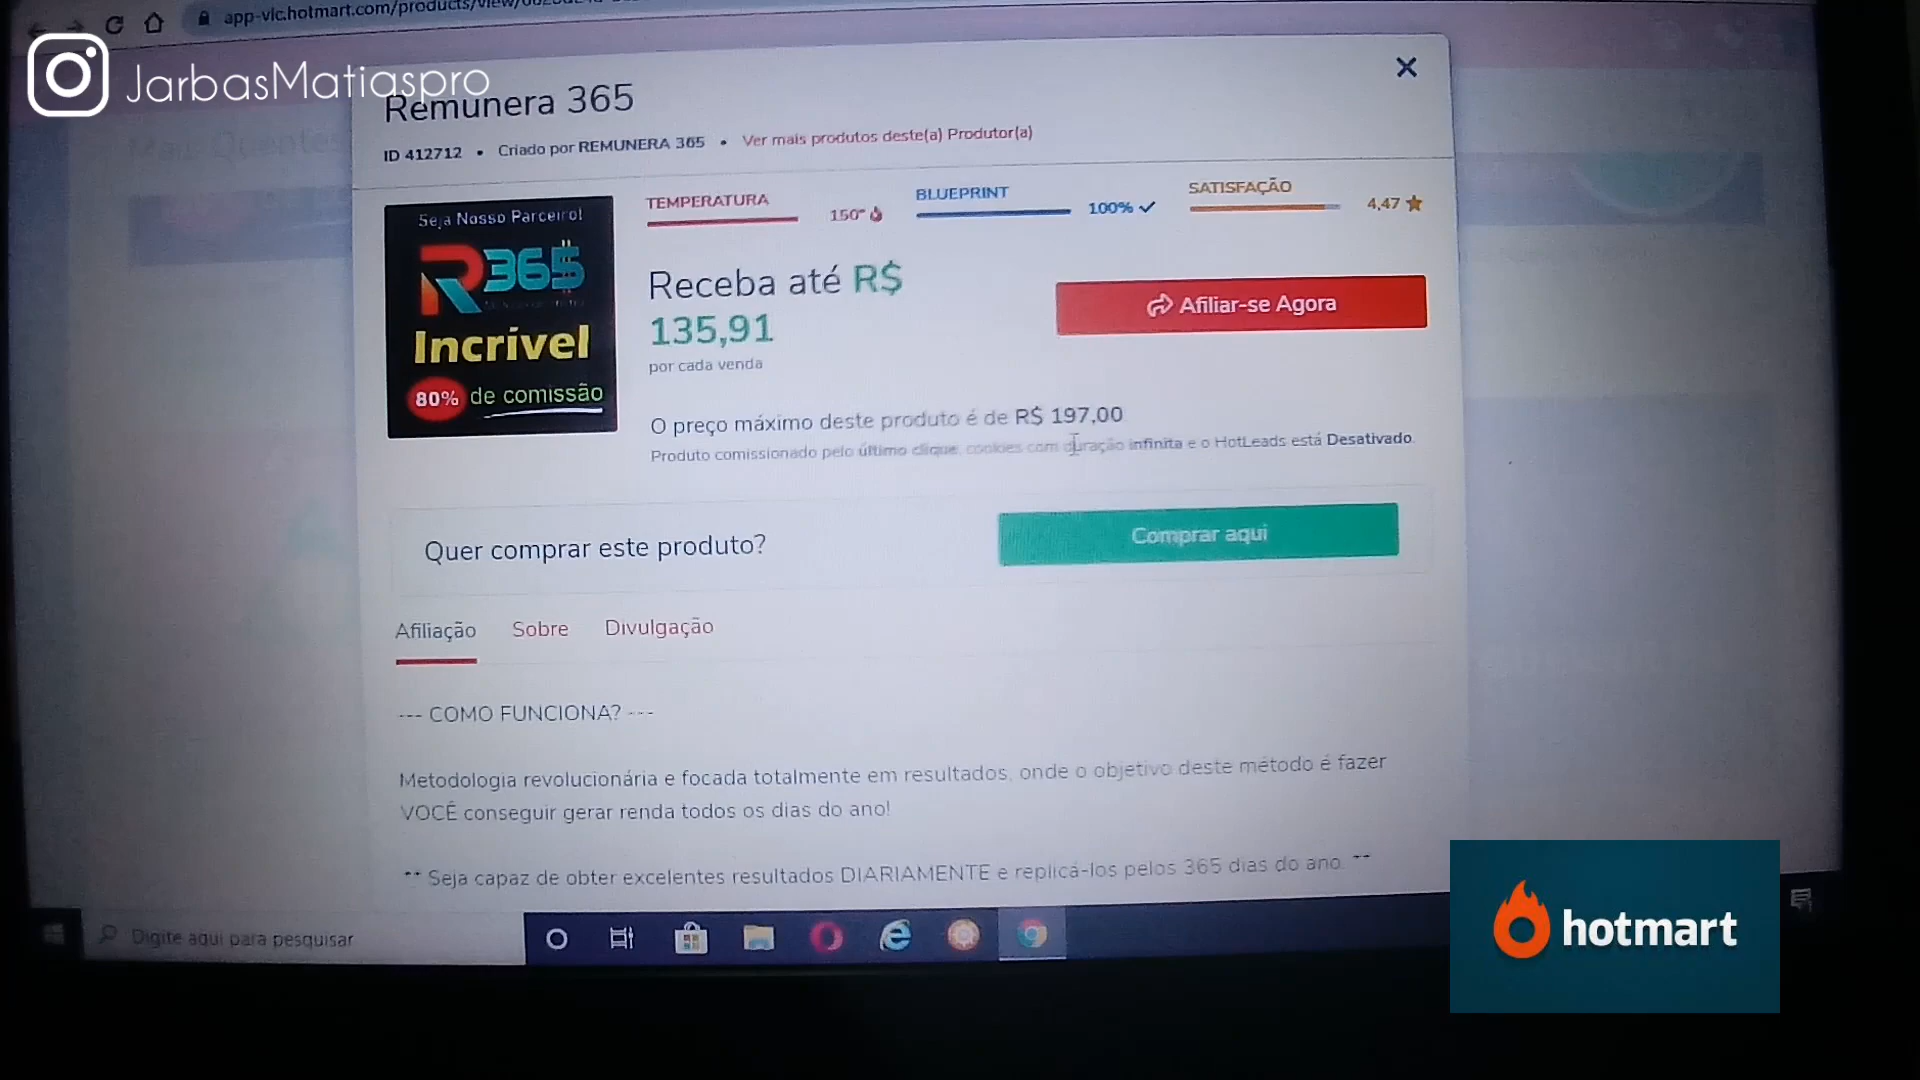 app-vlc.hotmart.com/products/view/
JarbasMatiaspro
Mais Quentes
Remunera 365
ID 412712 • Criado por REMUNERA 365 • Ver mais produtos deste(a) Produtor(a)
Seja Nosso Parceiro!
R365
Incrível
80% de comissão
TEMPERATURA
150°
BLUEPRINT
100%
SATISFAÇÃO
4,47
Receba até R$
135,91
por cada venda
Afiliar-se Agora
O preço máximo deste produto é de R$ 197,00
Produto comissionado pelo último clique, cookies com duração infinita e o HotLeads está Desativado.
Quer comprar este produto?
Comprar aqui
Afiliação
Sobre
Divulgação
--- COMO FUNCIONA? ---
Metodologia revolucionária e focada totalmente em resultados, onde o objetivo deste método é fazer
VOCÊ conseguir gerar renda todos os dias do ano!
** Seja capaz de obter excelentes resultados DIARIAMENTE e replicá-los pelos 365 dias do ano. **
Digite aqui para pesquisar
hotmart